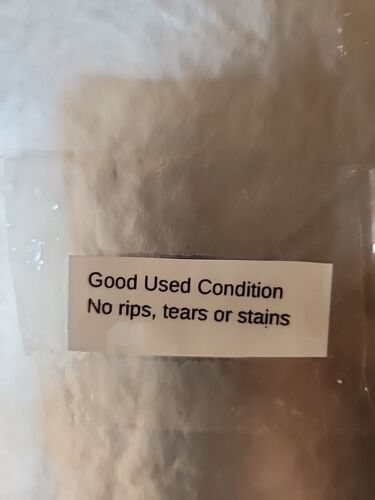 Good Used Condition
No rips, tears or stains